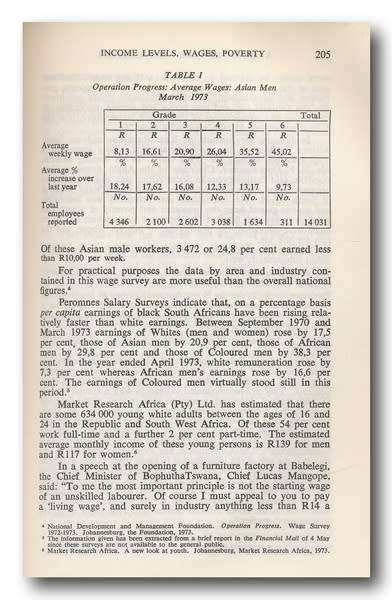 INCOME LEVELS, WAGES, POVERTY 205
TABLE I
Operation Progress: Average Wages: Asian Men
March 1973
Grade Total
1 2 3 4 5 6
R R R R R R
Average
weekly wage 8,13 16,61 20,90 26,04 35,52 45,02
% % % % % %
Average %
increase over
last year 18,24 17,62 16,08 12,33 13,17 9,73
No. No. No. No. No. No.
Total
employees
reported 4 346 2 100 2 602 3 038 1 634 311 14 031
Of these Asian male workers, 3 472 or 24,8 per cent earned less
than R10,00 per week.
For practical purposes the data by area and industry con-
tained in this wage survey are more useful than the overall national
figures.⁴
Peromnes Salary Surveys indicate that, on a percentage basis
per capita earnings of black South Africans have been rising rela-
tively faster than white earnings. Between September 1970 and
March 1973 earnings of Whites (men and women) rose by 17,5
per cent, those of Asian men by 20,9 per cent, those of African
men by 29,8 per cent and those of Coloured men by 38,3 per
cent. In the year ended April 1973, white remuneration rose by
7,3 per cent whereas African men's earnings rose by 16,6 per
cent. The earnings of Coloured men virtually stood still in this
period.⁵
Market Research Africa (Pty) Ltd. has estimated that there
are some 634 000 young white adults between the ages of 16 and
24 in the Republic and South West Africa. Of these 54 per cent
work full-time and a further 2 per cent part-time. The estimated
average monthly income of these young persons is R139 for men
and R117 for women.⁶
In a speech at the opening of a furniture factory at Babelegi,
the Chief Minister of BophuthaTswana, Chief Lucas Mangope,
said: "To me the most important principle is not the starting wage
of an unskilled labourer. Of course I must appeal to you to pay
a 'living wage', and surely in industry anything less than R14 a
⁴ National Development and Management Foundation. Operation Progress. Wage Survey
1972-1973. Johannesburg, the Foundation, 1973.
⁵ The information given has been extracted from a brief report in the Financial Mail of 4 May
since these surveys are not available to the general public.
⁶ Market Research Africa. A new look at youth. Johannesburg, Market Research Africa, 1973.